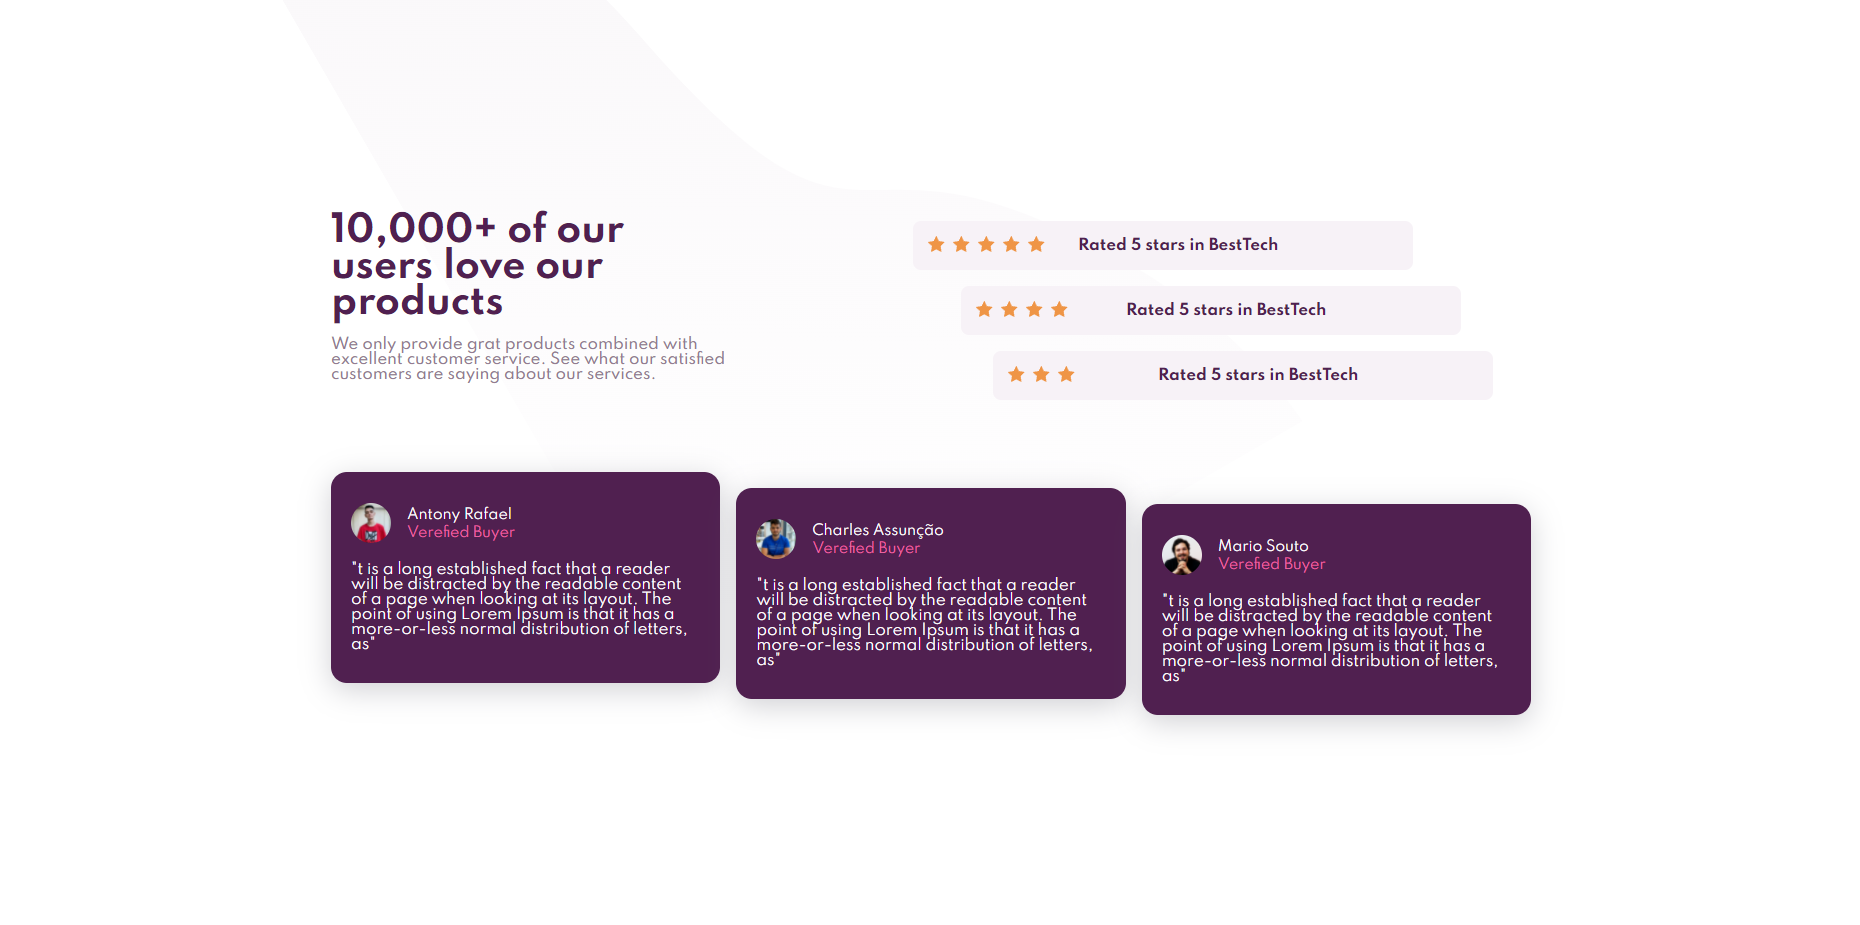 10,000+ of our
users love our
products
We only provide grat products combined with
excellent customer service. See what our satisfied
customers are saying about our services.
Rated 5 stars in BestTech
Rated 5 stars in BestTech
Rated 5 stars in BestTech
Antony Rafael
Verefied Buyer
"t is a long established fact that a reader
will be distracted by the readable content
of a page when looking at its layout. The
point of using Lorem Ipsum is that it has a
more-or-less normal distribution of letters,
as"
Charles Assunção
Verefied Buyer
"t is a long established fact that a reader
will be distracted by the readable content
of a page when looking at its layout. The
point of using Lorem Ipsum is that it has a
more-or-less normal distribution of letters,
as"
Mario Souto
Verefied Buyer
"t is a long established fact that a reader
will be distracted by the readable content
of a page when looking at its layout. The
point of using Lorem Ipsum is that it has a
more-or-less normal distribution of letters,
as"